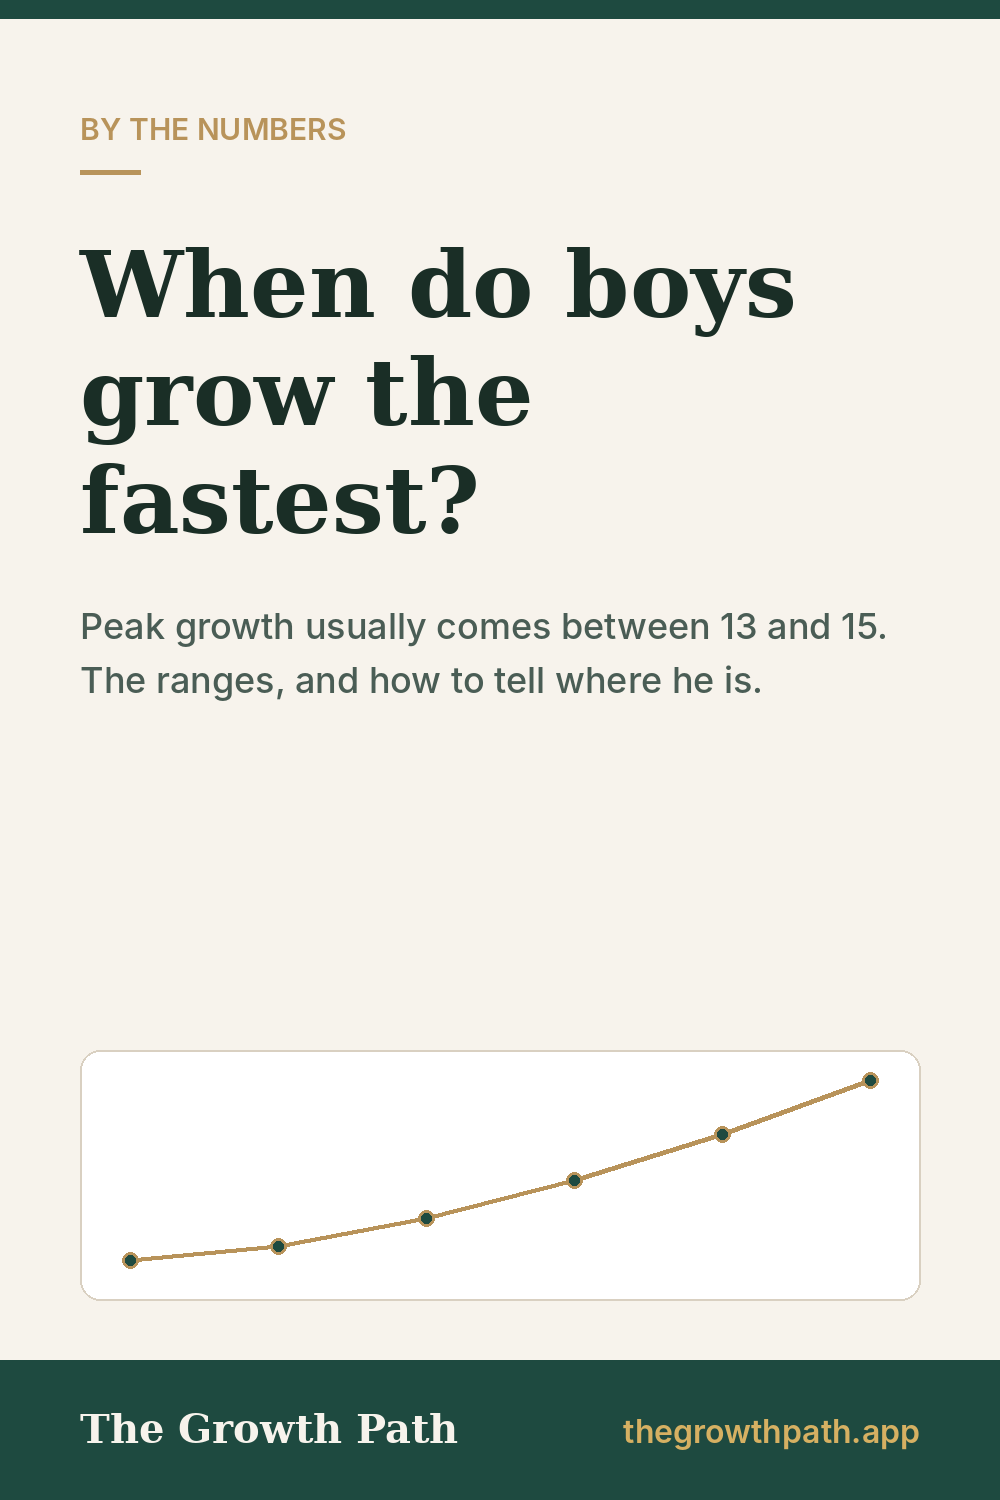 BY THE NUMBERS
When do boys
grow the
fastest?
Peak growth usually comes between 13 and 15.
The ranges, and how to tell where he is.
The Growth Path
thegrowthpath.app